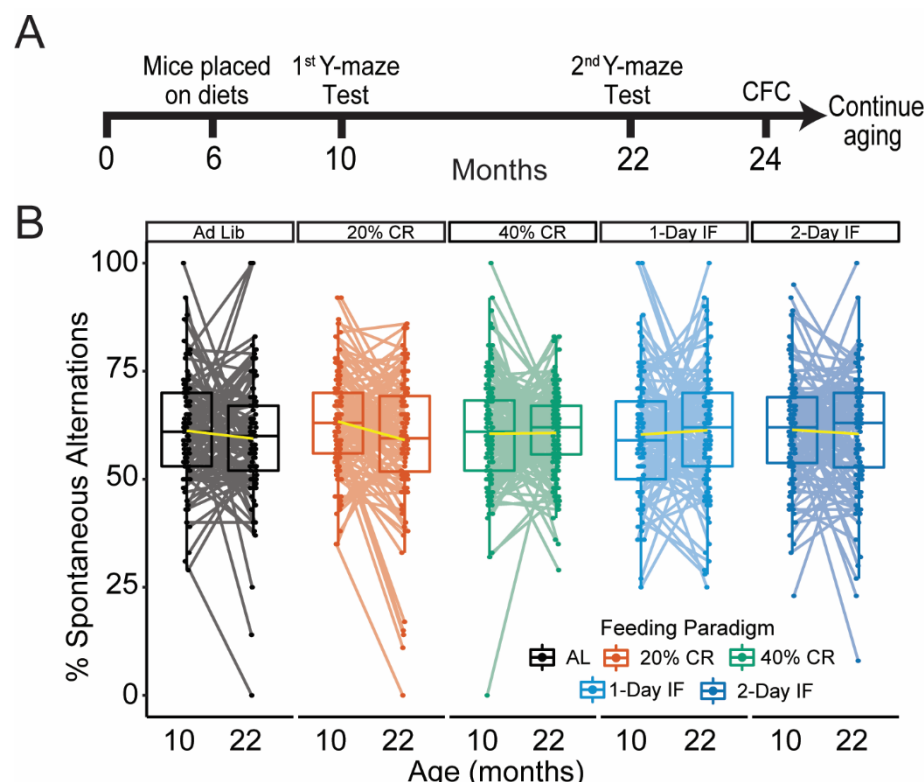 A
Mice placed
on diets
1st Y-maze
Test
2nd Y-maze
Test
CFC
Continue
aging
0 6 10 22 24
Months
B
Ad Lib 20% CR 40% CR 1-Day IF 2-Day IF
100
75
50
25
0
% Spontaneous Alternations
Feeding Paradigm
AL 20% CR 40% CR
1-Day IF 2-Day IF
10 22 10 22 10 22 10 22 10 22
Age (months)